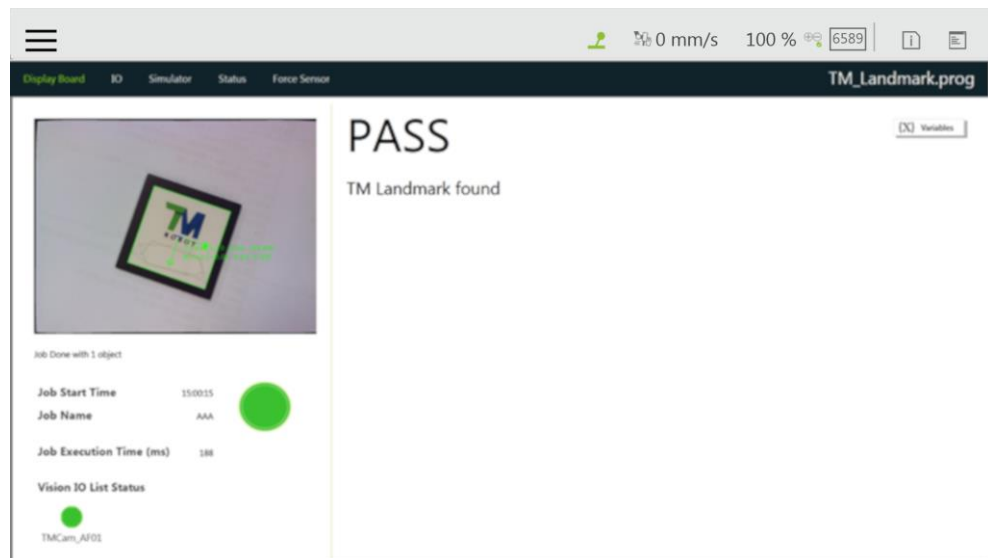 0 mm/s 100 % 6589
Display Board IO Simulator Status Force Sensor TM_Landmark.prog
PASS
(X) Variables
TM Landmark found
TM
ROBOT
Job Done with 1 object
Job Start Time 15:00:15
Job Name AAA
Job Execution Time (ms) 188
Vision IO List Status
TMCam_AF01